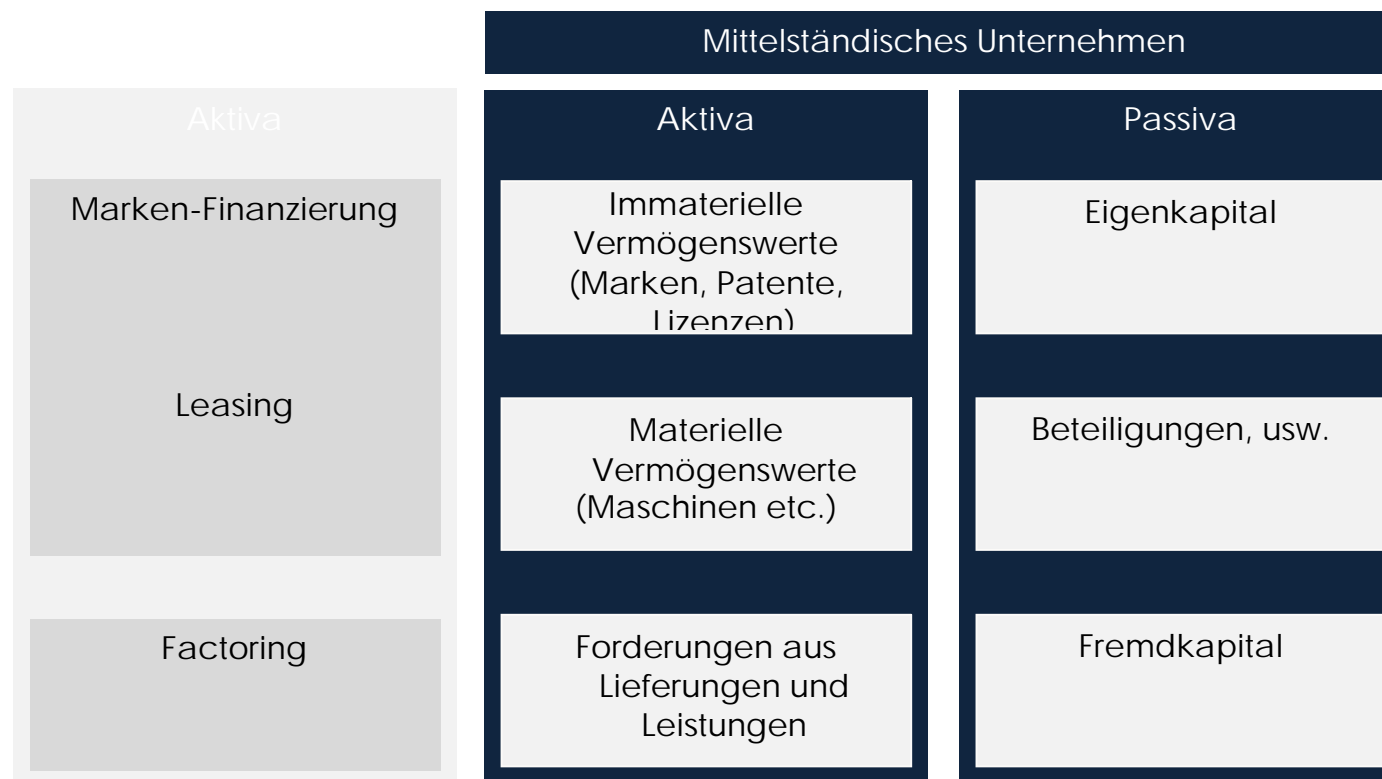 Mittelständisches Unternehmen
Aktiva
Marken-Finanzierung
Leasing
Factoring
Aktiva
Immaterielle
Vermögenswerte
(Marken, Patente,
Lizenzen)
Materielle
Vermögenswerte
(Maschinen etc.)
Forderungen aus
Lieferungen und
Leistungen
Passiva
Eigenkapital
Beteiligungen, usw.
Fremdkapital